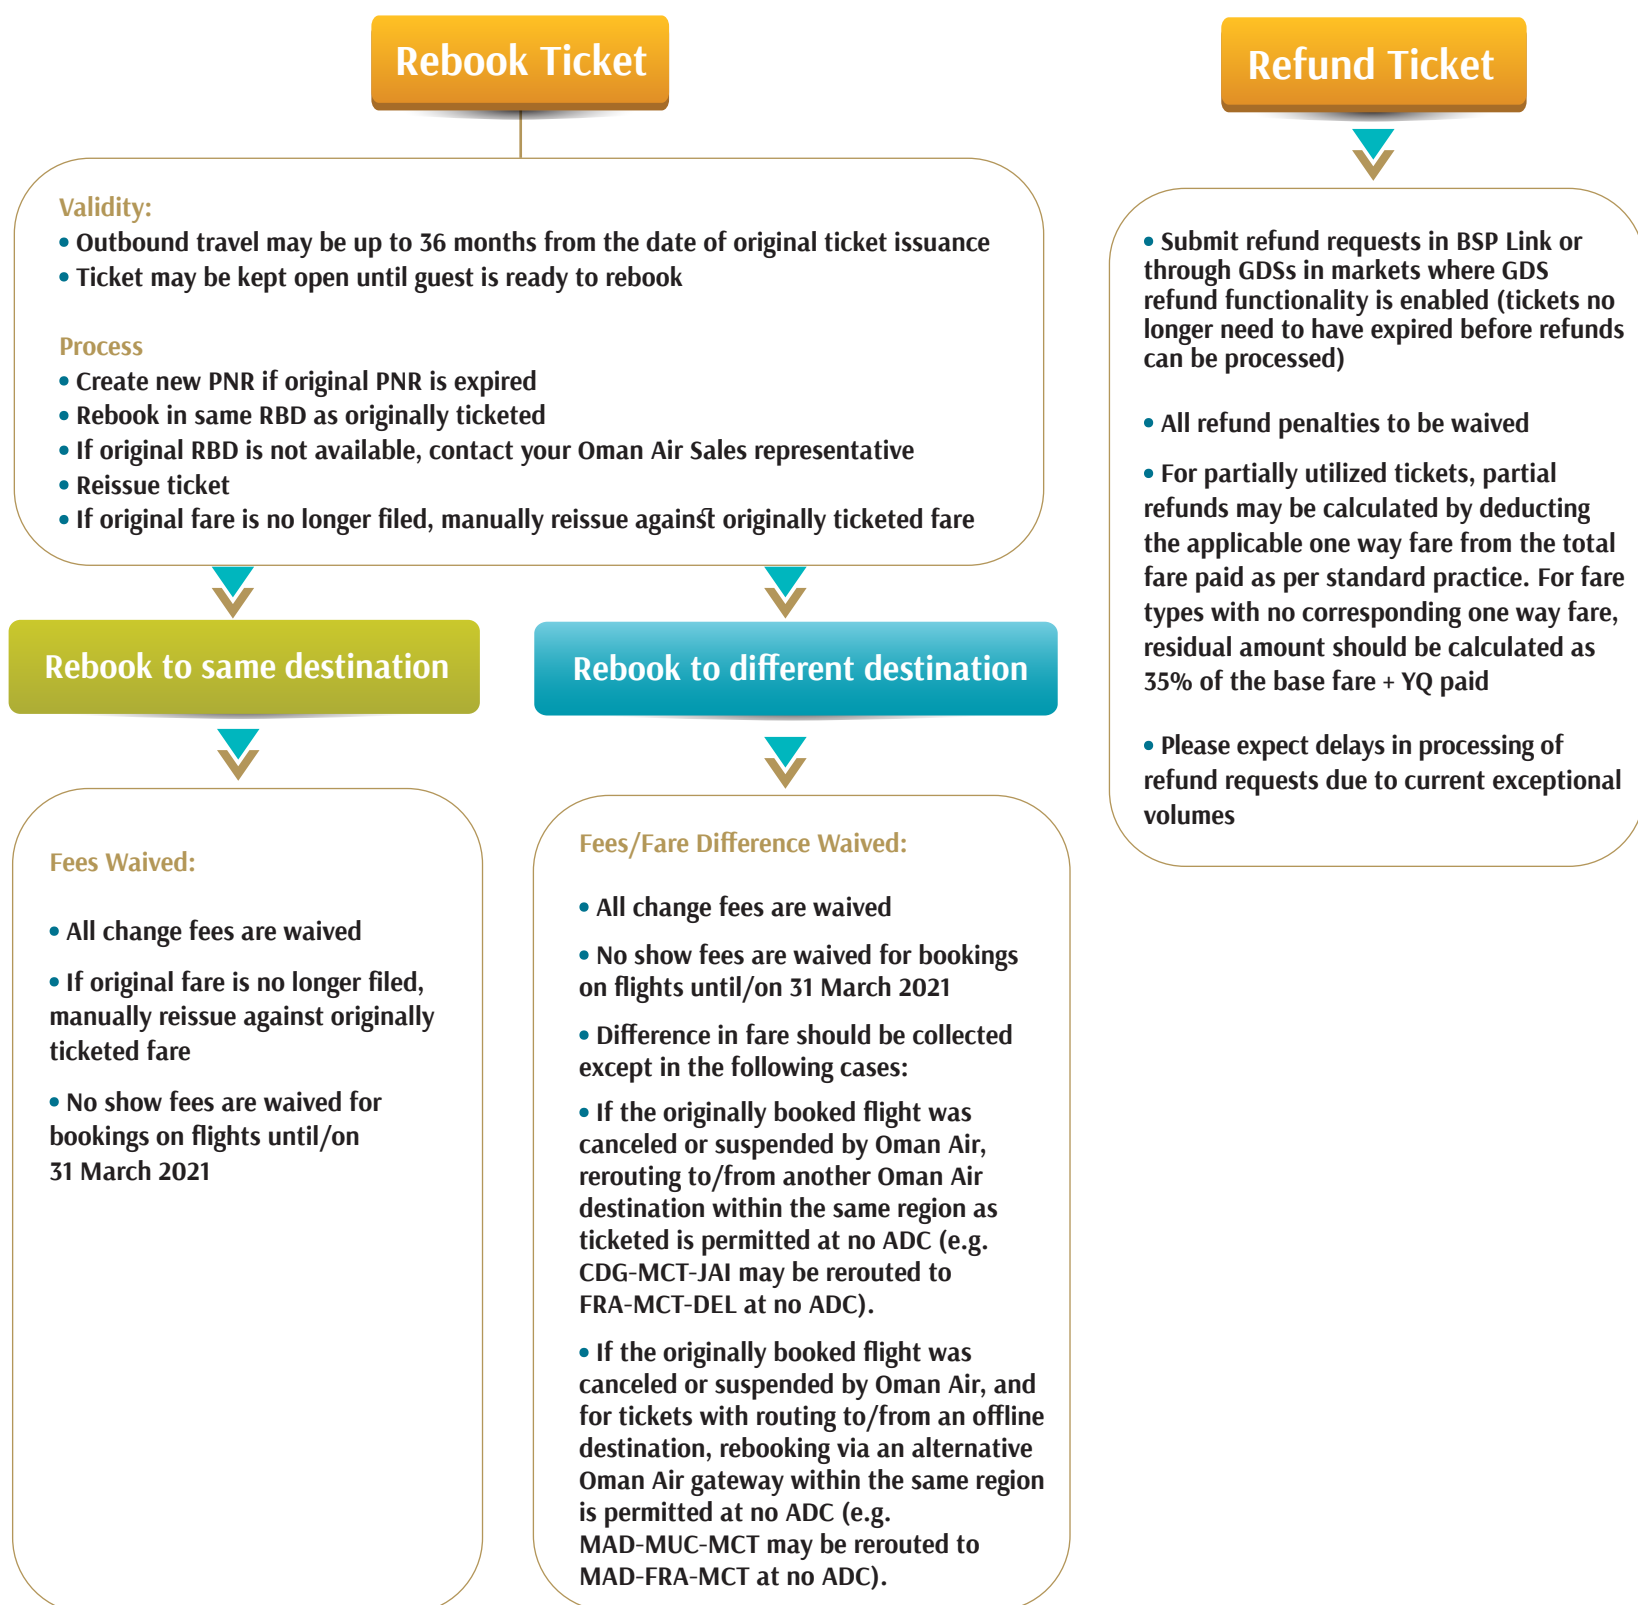 Rebook Ticket
Validity:
• Outbound travel may be up to 36 months from the date of original ticket issuance
• Ticket may be kept open until guest is ready to rebook
Process
• Create new PNR if original PNR is expired
• Rebook in same RBD as originally ticketed
• If original RBD is not available, contact your Oman Air Sales representative
• Reissue ticket
• If original fare is no longer filed, manually reissue against originally ticketed fare
Rebook to same destination
Fees Waived:
• All change fees are waived
• If original fare is no longer filed,
manually reissue against originally
ticketed fare
• No show fees are waived for
bookings on flights until/on
31 March 2021
Rebook to different destination
Fees/Fare Difference Waived:
• All change fees are waived
• No show fees are waived for bookings
on flights until/on 31 March 2021
• Difference in fare should be collected
except in the following cases:
• If the originally booked flight was
canceled or suspended by Oman Air,
rerouting to/from another Oman Air
destination within the same region as
ticketed is permitted at no ADC (e.g.
CDG-MCT-JAI may be rerouted to
FRA-MCT-DEL at no ADC).
• If the originally booked flight was
canceled or suspended by Oman Air, and
for tickets with routing to/from an offline
destination, rebooking via an alternative
Oman Air gateway within the same region
is permitted at no ADC (e.g.
MAD-MUC-MCT may be rerouted to
MAD-FRA-MCT at no ADC).
Refund Ticket
• Submit refund requests in BSP Link or
through GDSs in markets where GDS
refund functionality is enabled (tickets no
longer need to have expired before refunds
can be processed)
• All refund penalties to be waived
• For partially utilized tickets, partial
refunds may be calculated by deducting
the applicable one way fare from the total
fare paid as per standard practice. For fare
types with no corresponding one way fare,
residual amount should be calculated as
35% of the base fare + YQ paid
• Please expect delays in processing of
refund requests due to current exceptional
volumes